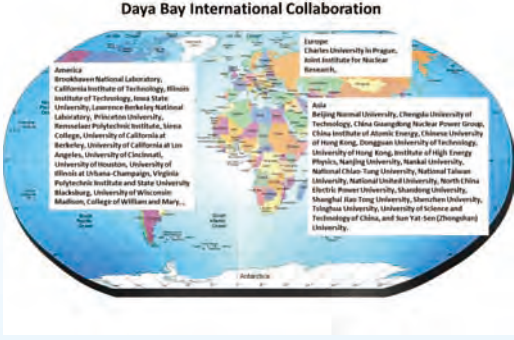 Daya Bay International Collaboration
Europe
Charles University in Prague,
Joint Institute for Nuclear
Research,
America
Brookhaven National Laboratory,
California Institute of Technology, Illinois
Institute of Technology, Iowa State
University, Lawrence Berkeley National
Laboratory, Princeton University,
Rensselaer Polytechnic Institute, Siena
College, University of California at
Berkeley, University of California at Los
Angeles, University of Cincinnati,
University of Houston, University of
Illinois at Urbana-Champaign, Virginia
Polytechnic Institute and State University
Blacksburg, University of Wisconsin
Madison, College of William and Mary...
Asia
Beijing Normal University, Chengdu University of
Technology, China Guangdong Nuclear Power Group,
China Institute of Atomic Energy, Chinese University
of Hong Kong, Dongguan University of Technology,
University of Hong Kong, Institute of High Energy
Physics, Nanjing University, Nankai University,
National Chiao-Tung University, National Taiwan
University, National United University, North China
Electric Power University, Shandong University,
Shanghai Jiao Tong University, Shenzhen University,
Tsinghua University, University of Science and
Technology of China, and Sun Yat-Sen (Zhongshan)
University.
Antarctica